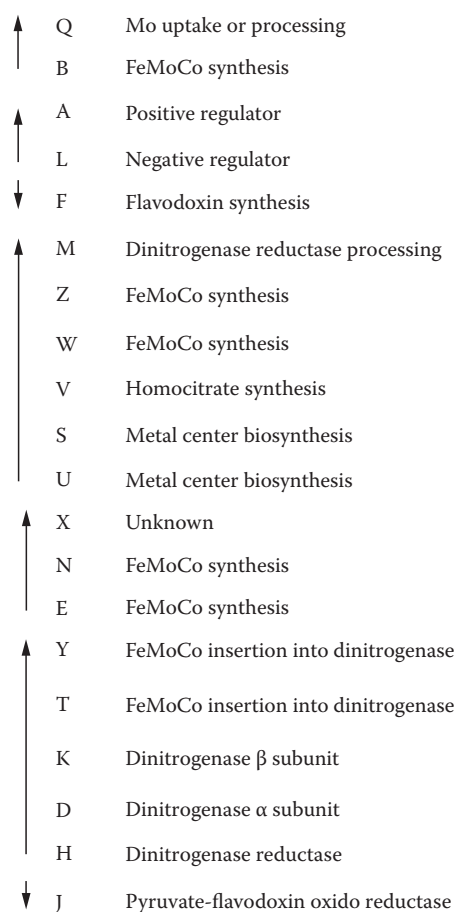 Q Mo uptake or processing
B FeMoCo synthesis
A Positive regulator
L Negative regulator
F Flavodoxin synthesis
M Dinitrogenase reductase processing
Z FeMoCo synthesis
W FeMoCo synthesis
V Homocitrate synthesis
S Metal center biosynthesis
U Metal center biosynthesis
X Unknown
N FeMoCo synthesis
E FeMoCo synthesis
Y FeMoCo insertion into dinitrogenase
T FeMoCo insertion into dinitrogenase
K Dinitrogenase β subunit
D Dinitrogenase α subunit
H Dinitrogenase reductase
J Pyruvate-flavodoxin oxido reductase